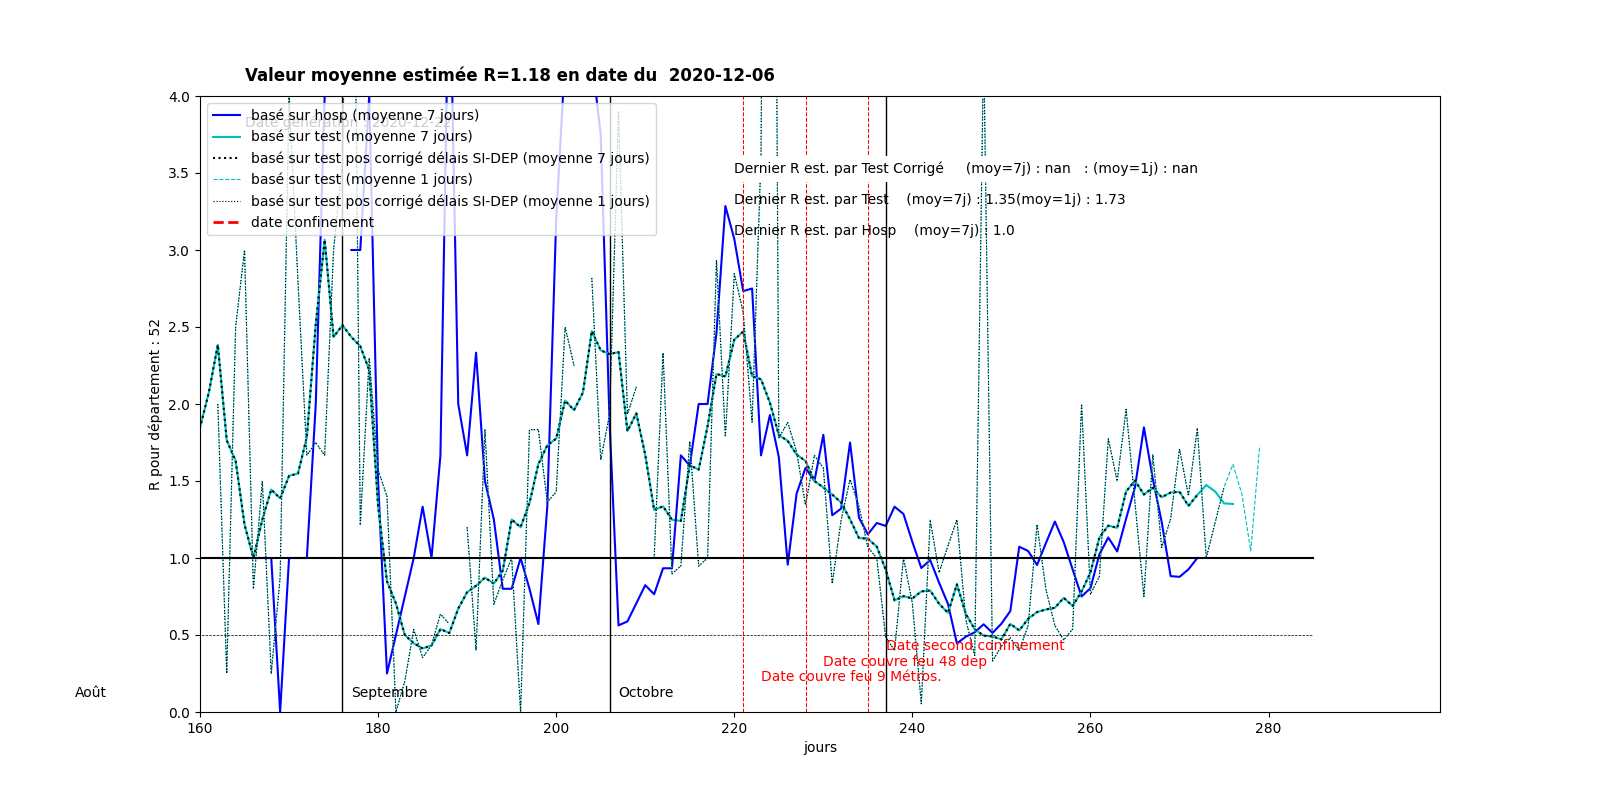 Valeur moyenne estimée R=1.18 en date du  2020-12-06
basé sur hosp (moyenne 7 jours)
basé sur test (moyenne 7 jours)
basé sur test pos corrigé délais SI-DEP (moyenne 7 jours)
basé sur test (moyenne 1 jours)
basé sur test pos corrigé délais SI-DEP (moyenne 1 jours)
date confinement
Dernier R est. par Test Corrigé     (moy=7j) : nan   : (moy=1j) : nan
Dernier R est. par Test    (moy=7j) : 1.35(moy=1j) : 1.73
Dernier R est. par Hosp    (moy=7j) : 1.0
4.0
3.5
3.0
2.5
2.0
1.5
1.0
0.5
0.0
R pour département : 52
Date second confinement
Date couvre feu 48 dep
Date couvre feu 9 Métros.
Août
Septembre
Octobre
160
180
200
220
240
260
280
jours